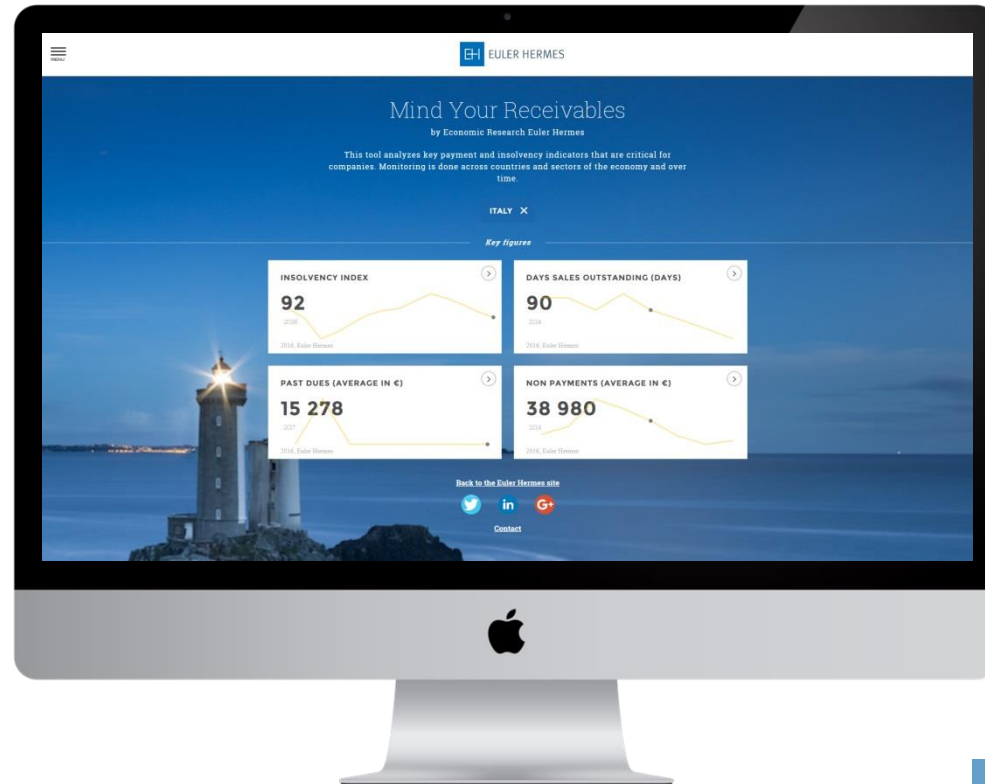 MENU
EH EULER HERMES
Mind Your Receivables
by Economic Research Euler Hermes
This tool analyzes key payment and insolvency indicators that are critical for
companies. Monitoring is done across countries and sectors of the economy and over
time.
ITALY ×
Key figures
INSOLVENCY INDEX
92
2016, Euler Hermes
DAYS SALES OUTSTANDING (DAYS)
90
2014
2016, Euler Hermes
PAST DUES (AVERAGE IN €)
15 278
2017
2016, Euler Hermes
NON PAYMENTS (AVERAGE IN €)
38 980
2014
2016, Euler Hermes
Back to the Euler Hermes site
in G+
Contact